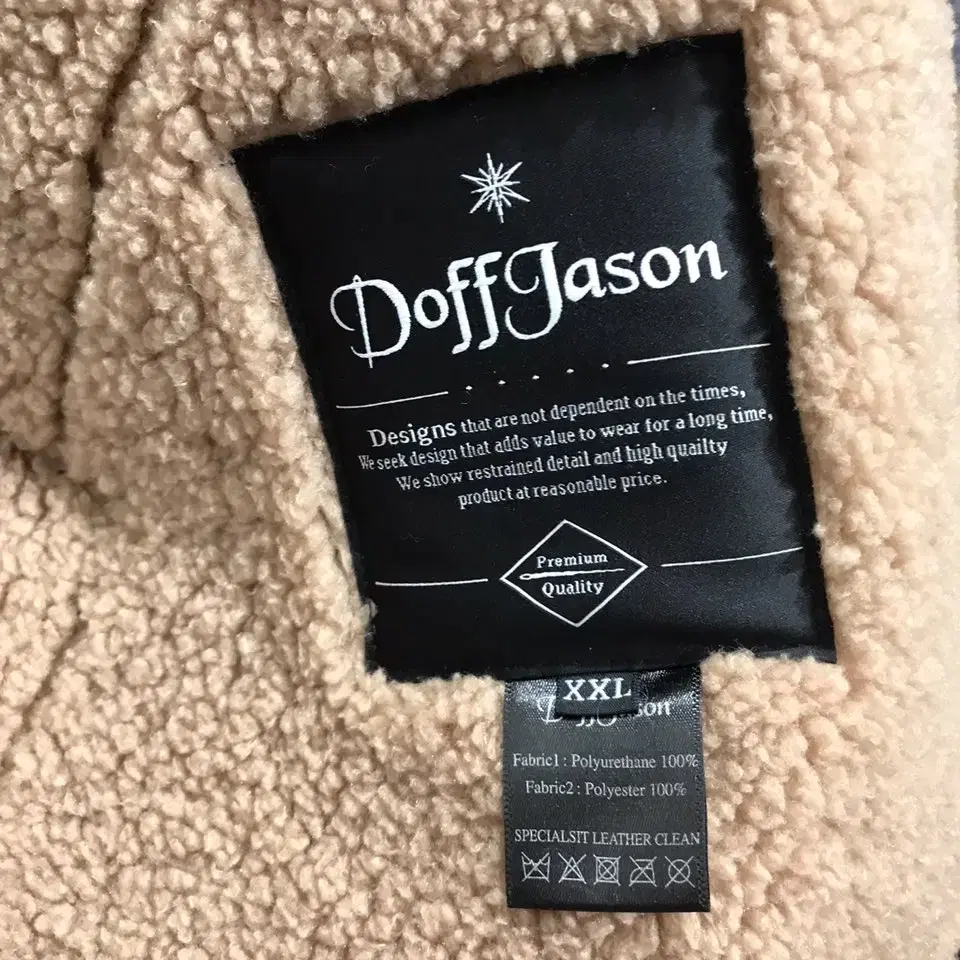 DoffJason
Designs that are not dependent on the times,
We seek design that adds value to wear for a long time,
We show restrained detail and high quailty
product at reasonable price.
Premium
Quality
XXL
Fabric1 : Polyurethane 100%
Fabric2 : Polyester 100%
SPECIALSIT LEATHER CLEAN